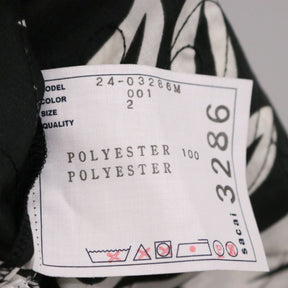 MODEL 24-03286M
COLOR 001
SIZE 2
QUALITY
POLYESTER 100
POLYESTER
sacai 3286